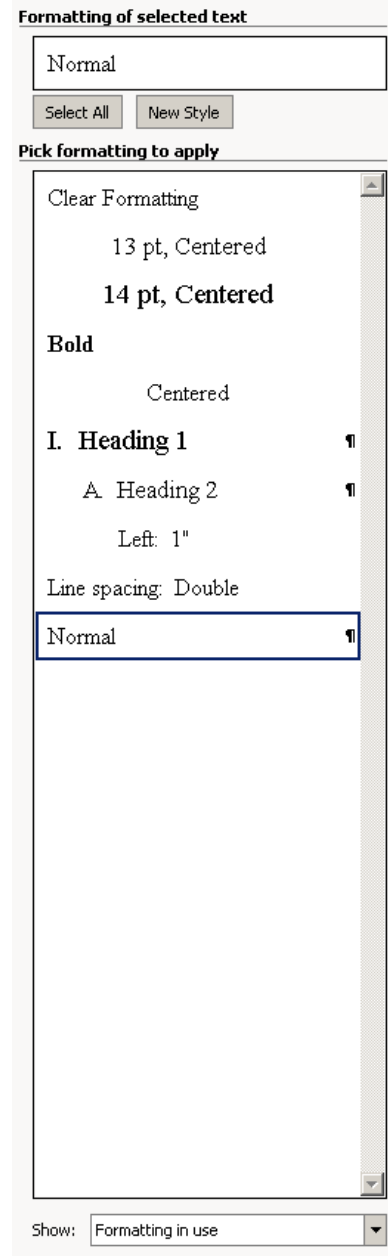 Formatting of selected text
Normal
Select All New Style
Pick formatting to apply
Clear Formatting
13 pt, Centered
14 pt, Centered
Bold
Centered
I. Heading 1 ¶
A. Heading 2 ¶
Left: 1"
Line spacing: Double
Normal ¶
Show: Formatting in use